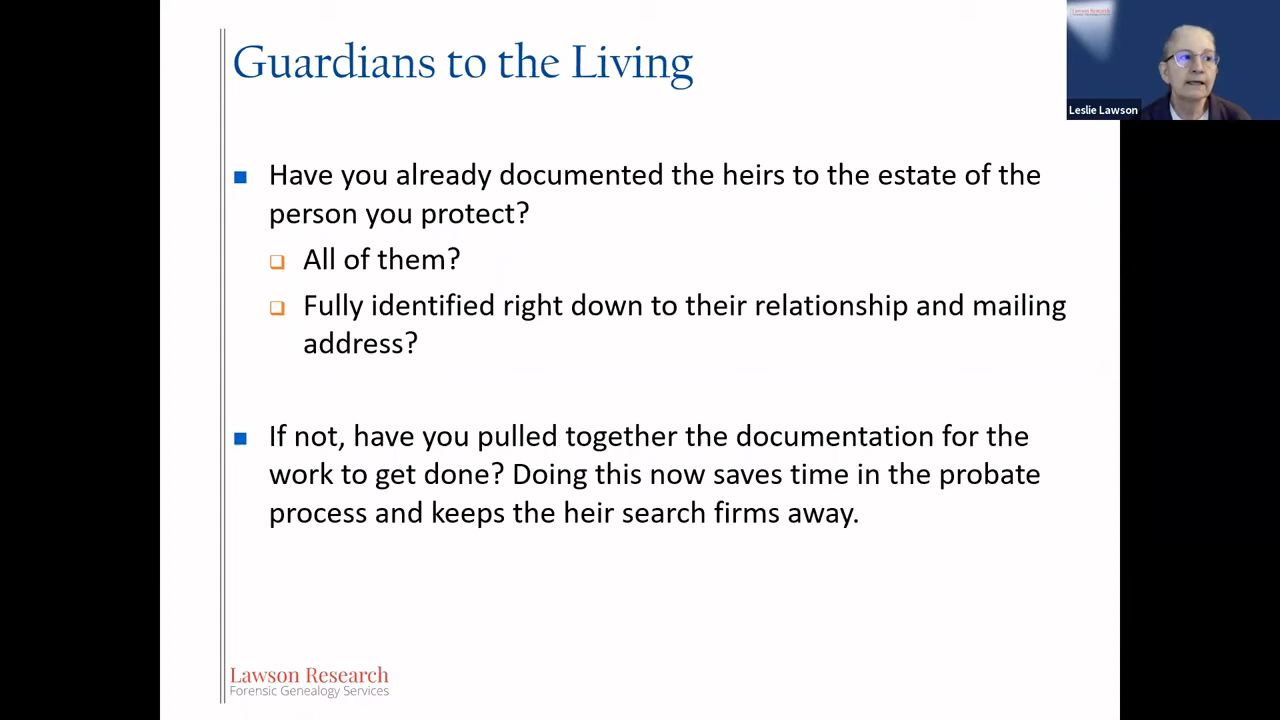 Guardians to the Living
Lawson Research
Leslie Lawson
Have you already documented the heirs to the estate of the
person you protect?
All of them?
Fully identified right down to their relationship and mailing
address?
If not, have you pulled together the documentation for the
work to get done? Doing this now saves time in the probate
process and keeps the heir search firms away.
Lawson Research
Forensic Genealogy Services